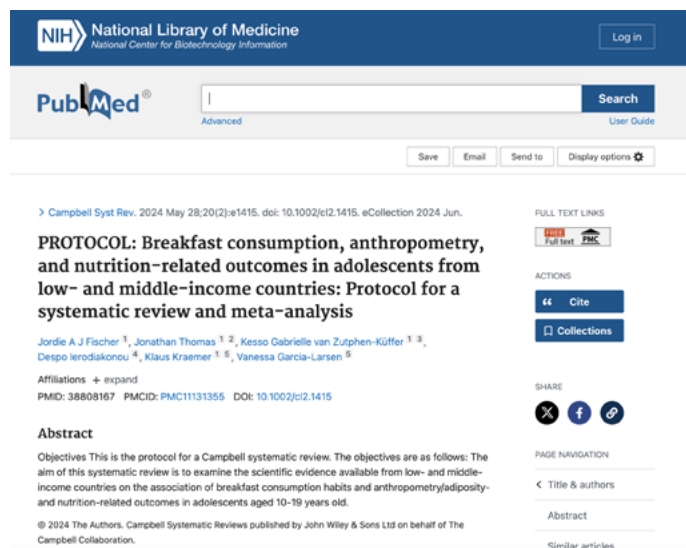 NIH National Library of Medicine
National Center for Biotechnology Information
Log in
PubMed®
Search
Advanced
User Guide
Save
Email
Send to
Display options
> Campbell Syst Rev. 2024 May 28;20(2):e1415. doi: 10.1002/cl2.1415. eCollection 2024 Jun.
PROTOCOL: Breakfast consumption, anthropometry,
and nutrition-related outcomes in adolescents from
low- and middle-income countries: Protocol for a
systematic review and meta-analysis
Jordie A J Fischer 1, Jonathan Thomas 1 2, Kesso Gabrielle van Zutphen-Küffer 1 3,
Despo Ierodiakonou 4, Klaus Kraemer 1 5, Vanessa Garcia-Larsen 5
Affiliations + expand
PMID: 38808167 PMCID: PMC11131355 DOI: 10.1002/cl2.1415
Abstract
Objectives This is the protocol for a Campbell systematic review. The objectives are as follows: The
aim of this systematic review is to examine the scientific evidence available from low- and middle-
income countries on the association of breakfast consumption habits and anthropometry/adiposity-
and nutrition-related outcomes in adolescents aged 10-19 years old.
© 2024 The Authors. Campbell Systematic Reviews published by John Wiley & Sons Ltd on behalf of The
Campbell Collaboration.
FULL TEXT LINKS
FREE
Full text PMC
ACTIONS
Cite
Collections
SHARE
PAGE NAVIGATION
< Title & authors
Abstract
Similar articles